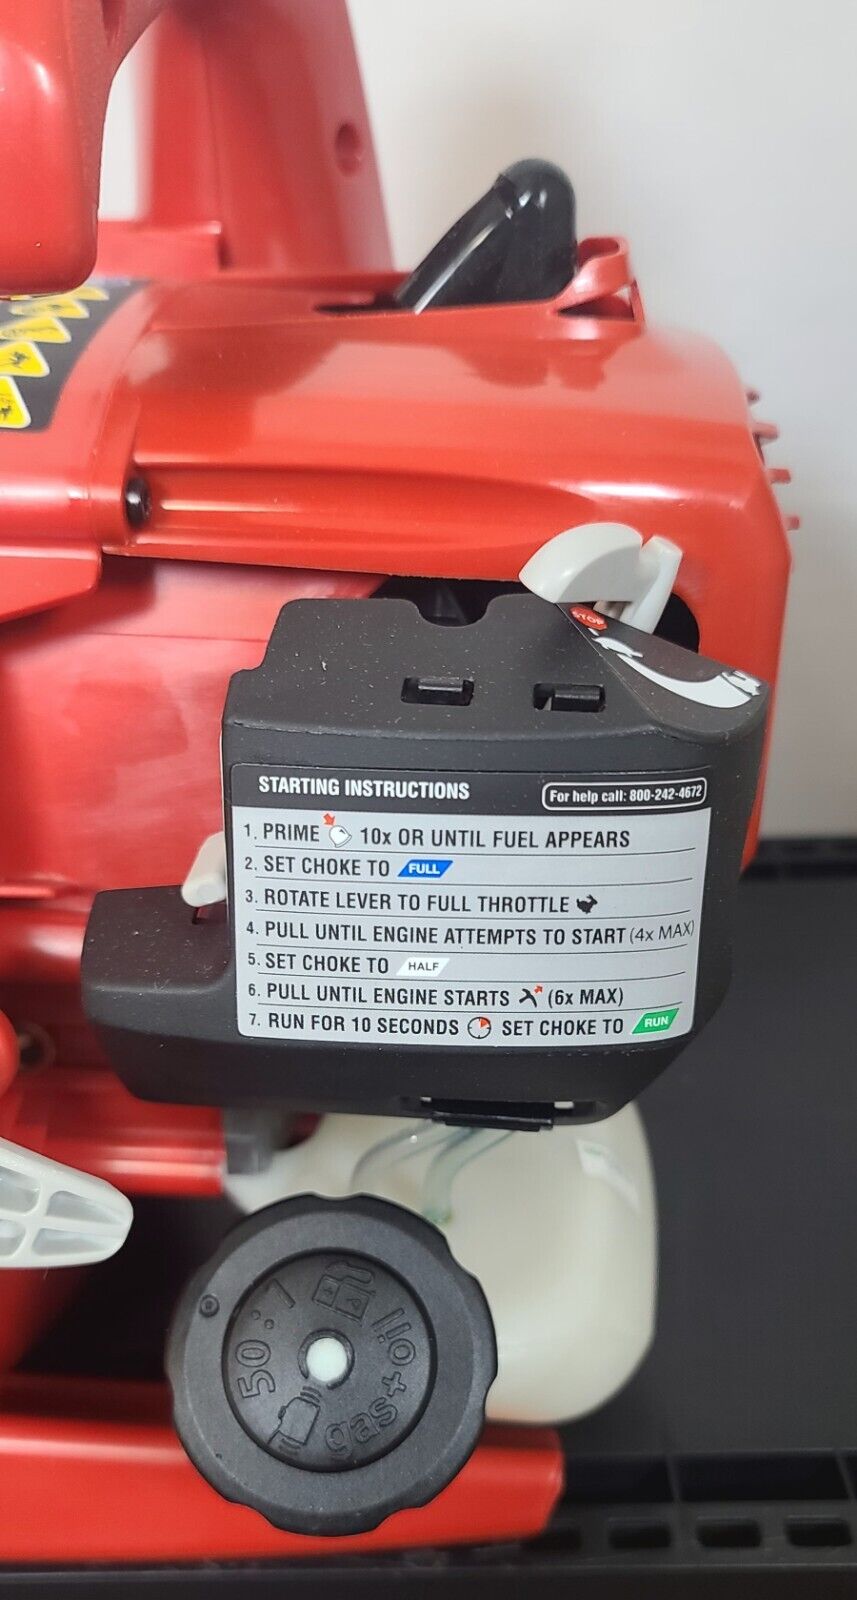 STOP
STARTING INSTRUCTIONS
For help call: 800-242-4672
1. PRIME 10x OR UNTIL FUEL APPEARS
2. SET CHOKE TO FULL
3. ROTATE LEVER TO FULL THROTTLE
4. PULL UNTIL ENGINE ATTEMPTS TO START (4x MAX)
5. SET CHOKE TO HALF
6. PULL UNTIL ENGINE STARTS (6x MAX)
7. RUN FOR 10 SECONDS SET CHOKE TO RUN
50:1
gas+oil